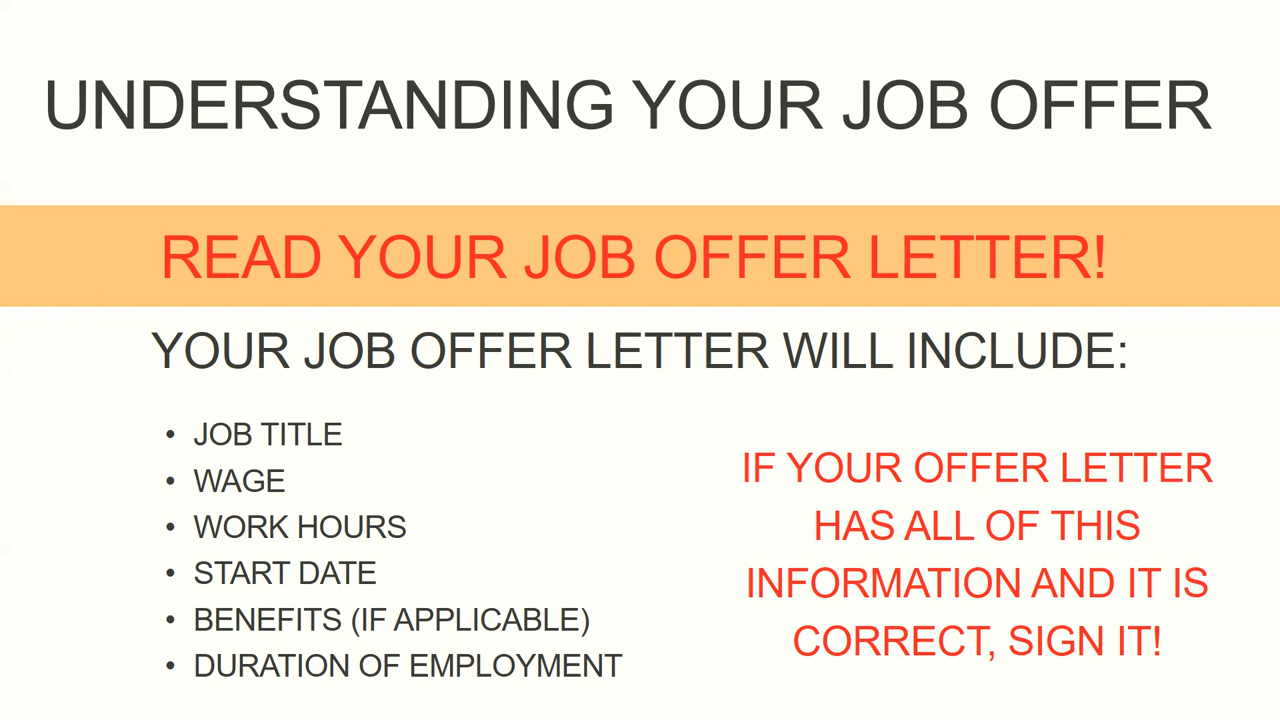 UNDERSTANDING YOUR JOB OFFER
READ YOUR JOB OFFER LETTER!
YOUR JOB OFFER LETTER WILL INCLUDE:
• JOB TITLE
• WAGE
• WORK HOURS
• START DATE
• BENEFITS (IF APPLICABLE)
• DURATION OF EMPLOYMENT
IF YOUR OFFER LETTER
HAS ALL OF THIS
INFORMATION AND IT IS
CORRECT, SIGN IT!